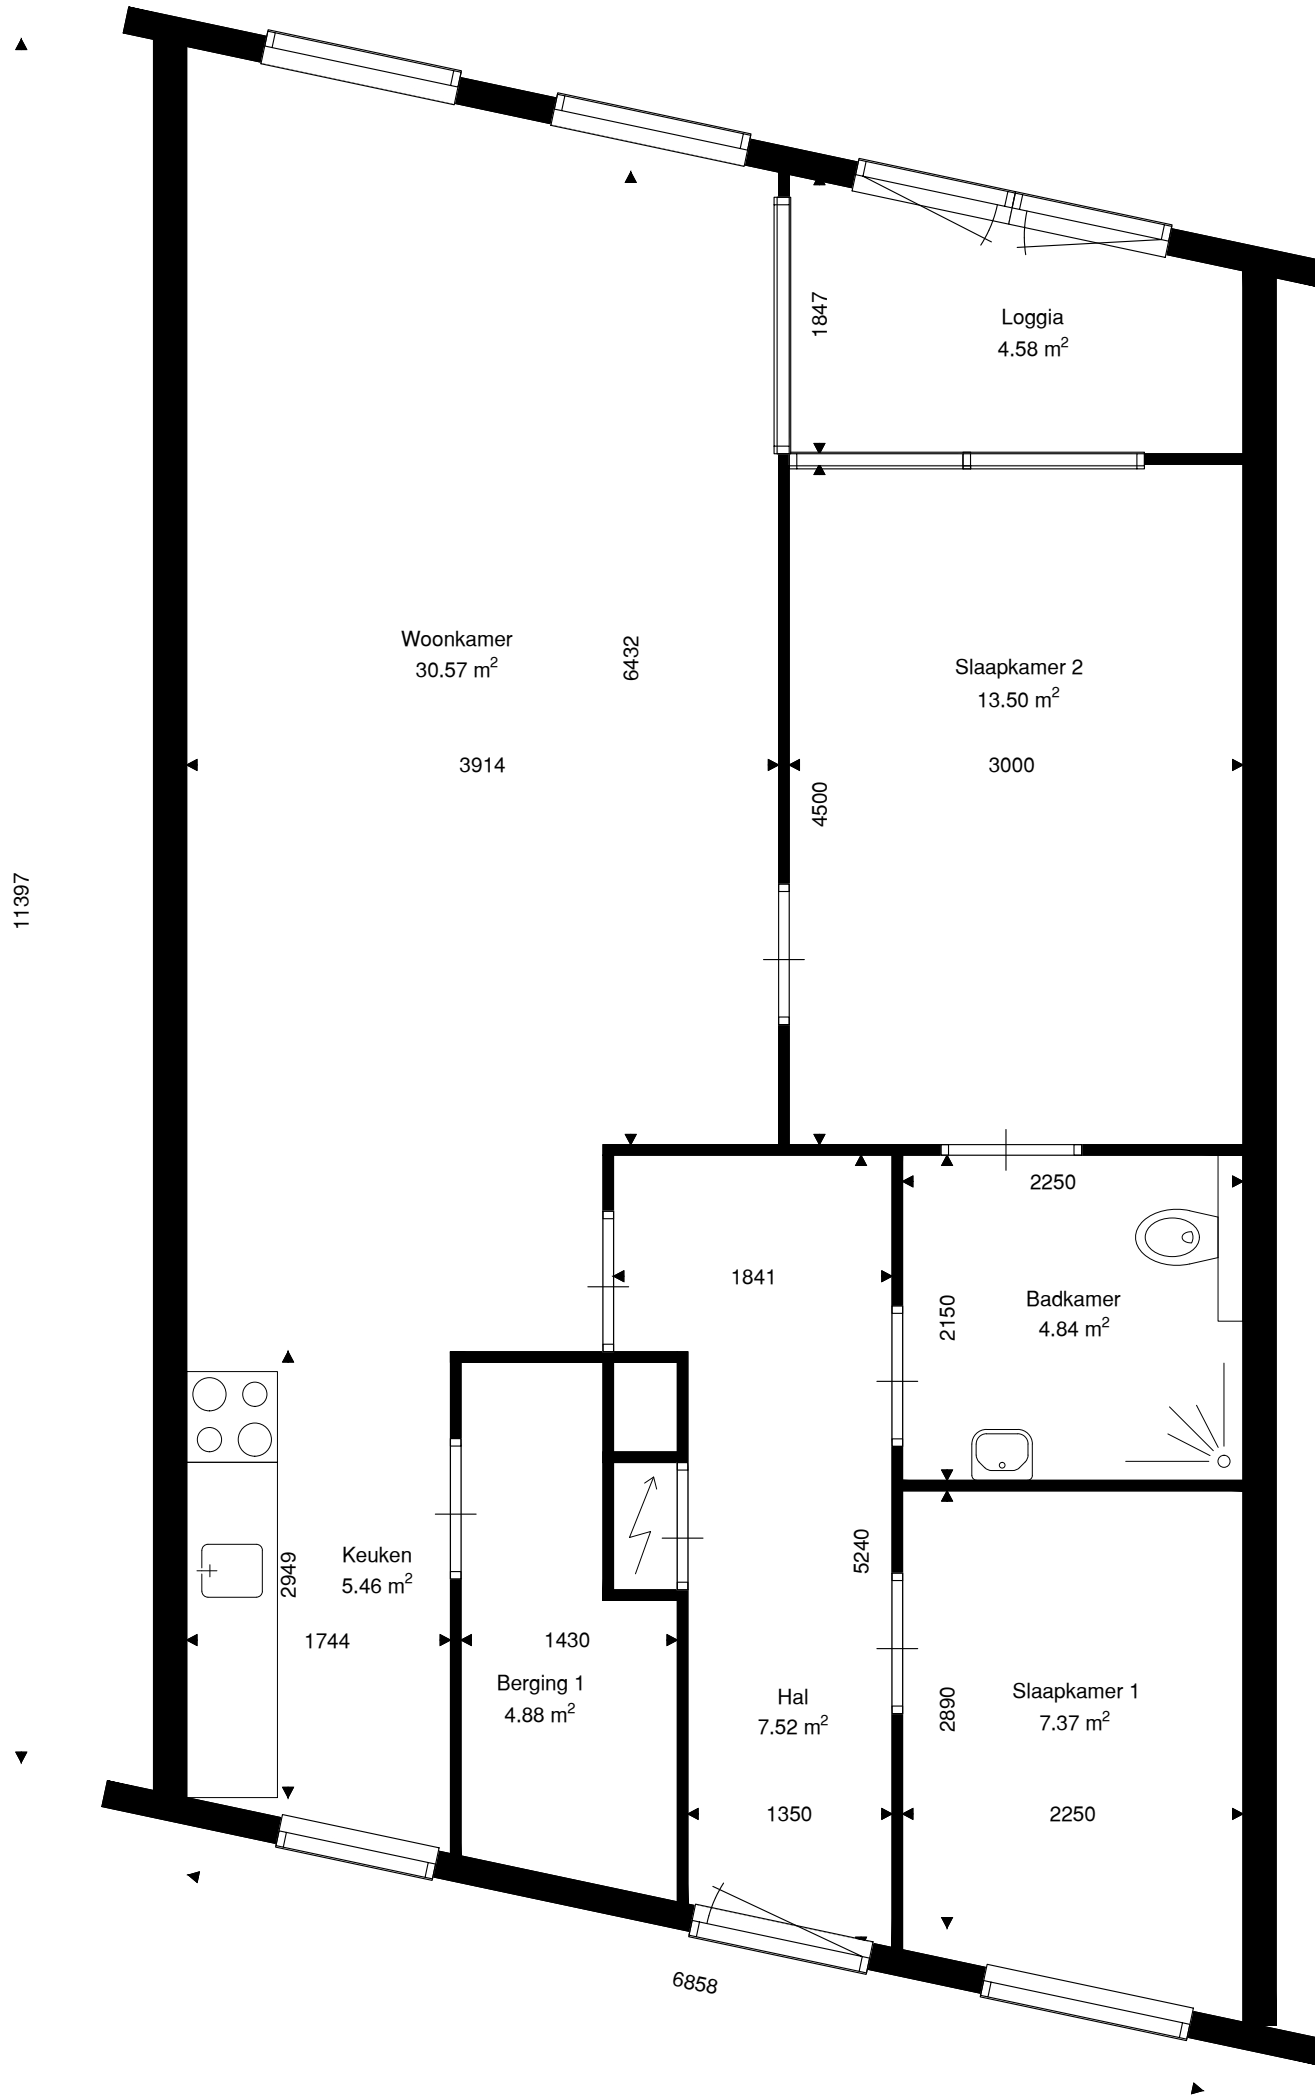 1847
Loggia
4.58 m²
Woonkamer
30.57 m²
6432
Slaapkamer 2
13.50 m²
3914
3000
4500
11397
2250
1841
2150
Badkamer
4.84 m²
Keuken
5.46 m²
2949
5240
1744
1430
Berging 1
4.88 m²
Hal
7.52 m²
2890
Slaapkamer 1
7.37 m²
1350
2250
6858